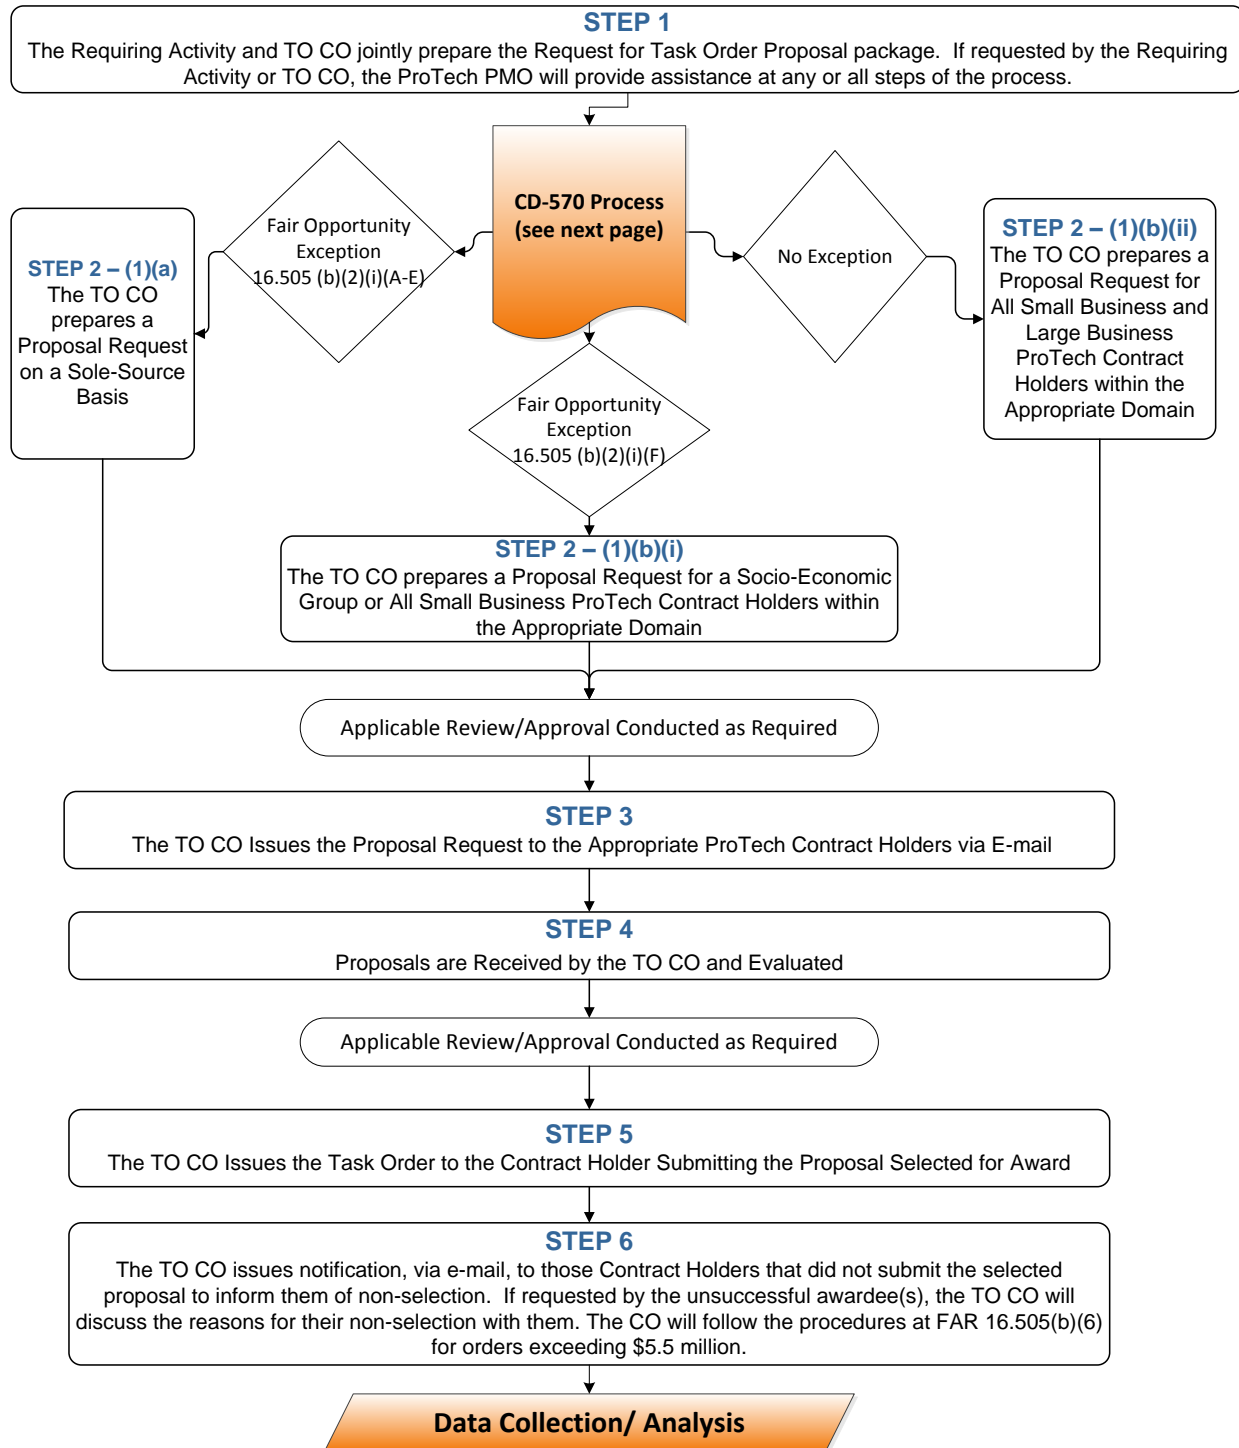 STEP 1
The Requiring Activity and TO CO jointly prepare the Request for Task Order Proposal package.  If requested by the Requiring
Activity or TO CO, the ProTech PMO will provide assistance at any or all steps of the process.
CD-570 Process
(see next page)
Fair Opportunity
Exception
16.505 (b)(2)(i)(A-E)
No Exception
STEP 2 – (1)(a)
The TO CO
prepares a
Proposal Request
on a Sole-Source
Basis
STEP 2 – (1)(b)(ii)
The TO CO prepares a
Proposal Request for
All Small Business and
Large Business
ProTech Contract
Holders within the
Appropriate Domain
Fair Opportunity
Exception
16.505 (b)(2)(i)(F)
STEP 2 – (1)(b)(i)
The TO CO prepares a Proposal Request for a Socio-Economic
Group or All Small Business ProTech Contract Holders within
the Appropriate Domain
Applicable Review/Approval Conducted as Required
STEP 3
The TO CO Issues the Proposal Request to the Appropriate ProTech Contract Holders via E-mail
STEP 4
Proposals are Received by the TO CO and Evaluated
Applicable Review/Approval Conducted as Required
STEP 5
The TO CO Issues the Task Order to the Contract Holder Submitting the Proposal Selected for Award
STEP 6
The TO CO issues notification, via e-mail, to those Contract Holders that did not submit the selected
proposal to inform them of non-selection.  If requested by the unsuccessful awardee(s), the TO CO will
discuss the reasons for their non-selection with them. The CO will follow the procedures at FAR 16.505(b)(6)
for orders exceeding $5.5 million.
Data Collection/ Analysis